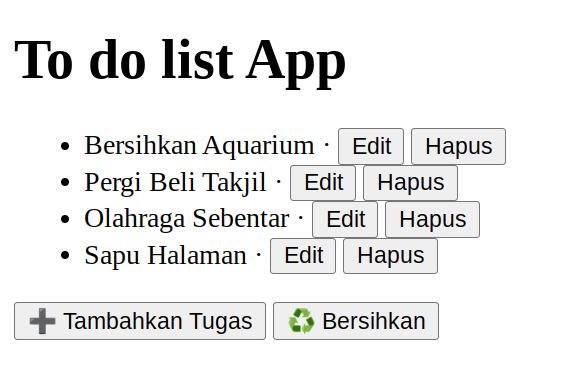 To do list App
• Bersihkan Aquarium · Edit Hapus
• Pergi Beli Takjil · Edit Hapus
• Olahraga Sebentar · Edit Hapus
• Sapu Halaman · Edit Hapus
➕ Tambahkan Tugas ♻️ Bersihkan